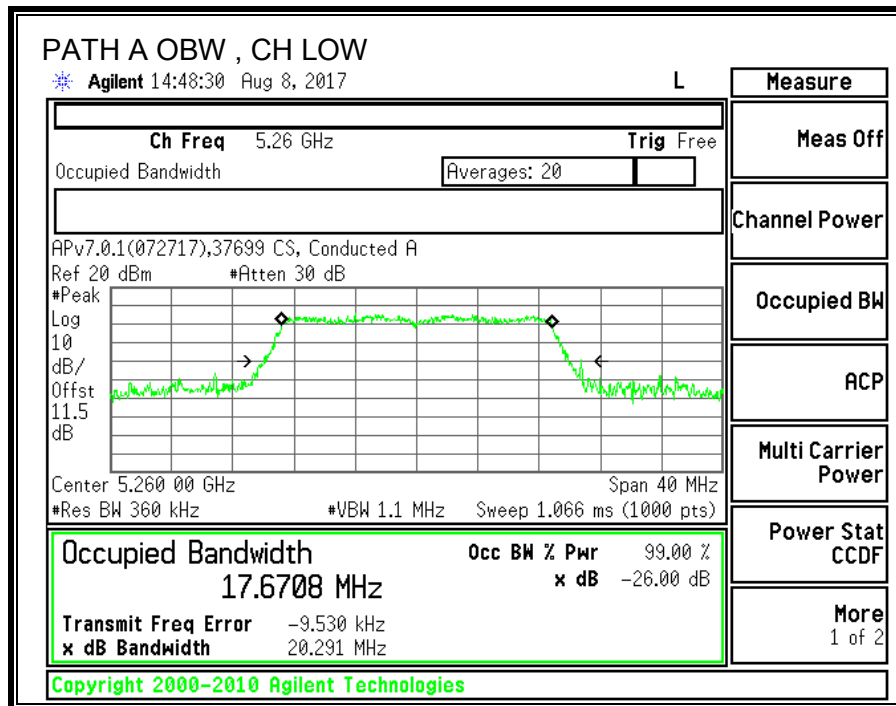 PATH A OBW , CH LOW
Agilent 14:48:30 Aug 8, 2017 L
Measure
Ch Freq 5.26 GHz Trig Free
Meas Off
Occupied Bandwidth Averages: 20
Channel Power
APv7.0.1(072717),37699 CS, Conducted A
Ref 20 dBm #Atten 30 dB
#Peak
Log
10
dB/
Offst
11.5
dB
Occupied BW
ACP
Multi Carrier
Power
Center 5.260 00 GHz Span 40 MHz
#Res BW 360 kHz #VBW 1.1 MHz Sweep 1.066 ms (1000 pts)
Power Stat
CCDF
Occupied Bandwidth Occ BW % Pwr 99.00 %
17.6708 MHz x dB -26.00 dB
Transmit Freq Error -9.530 kHz
x dB Bandwidth 20.291 MHz
More
1 of 2
Copyright 2000-2010 Agilent Technologies